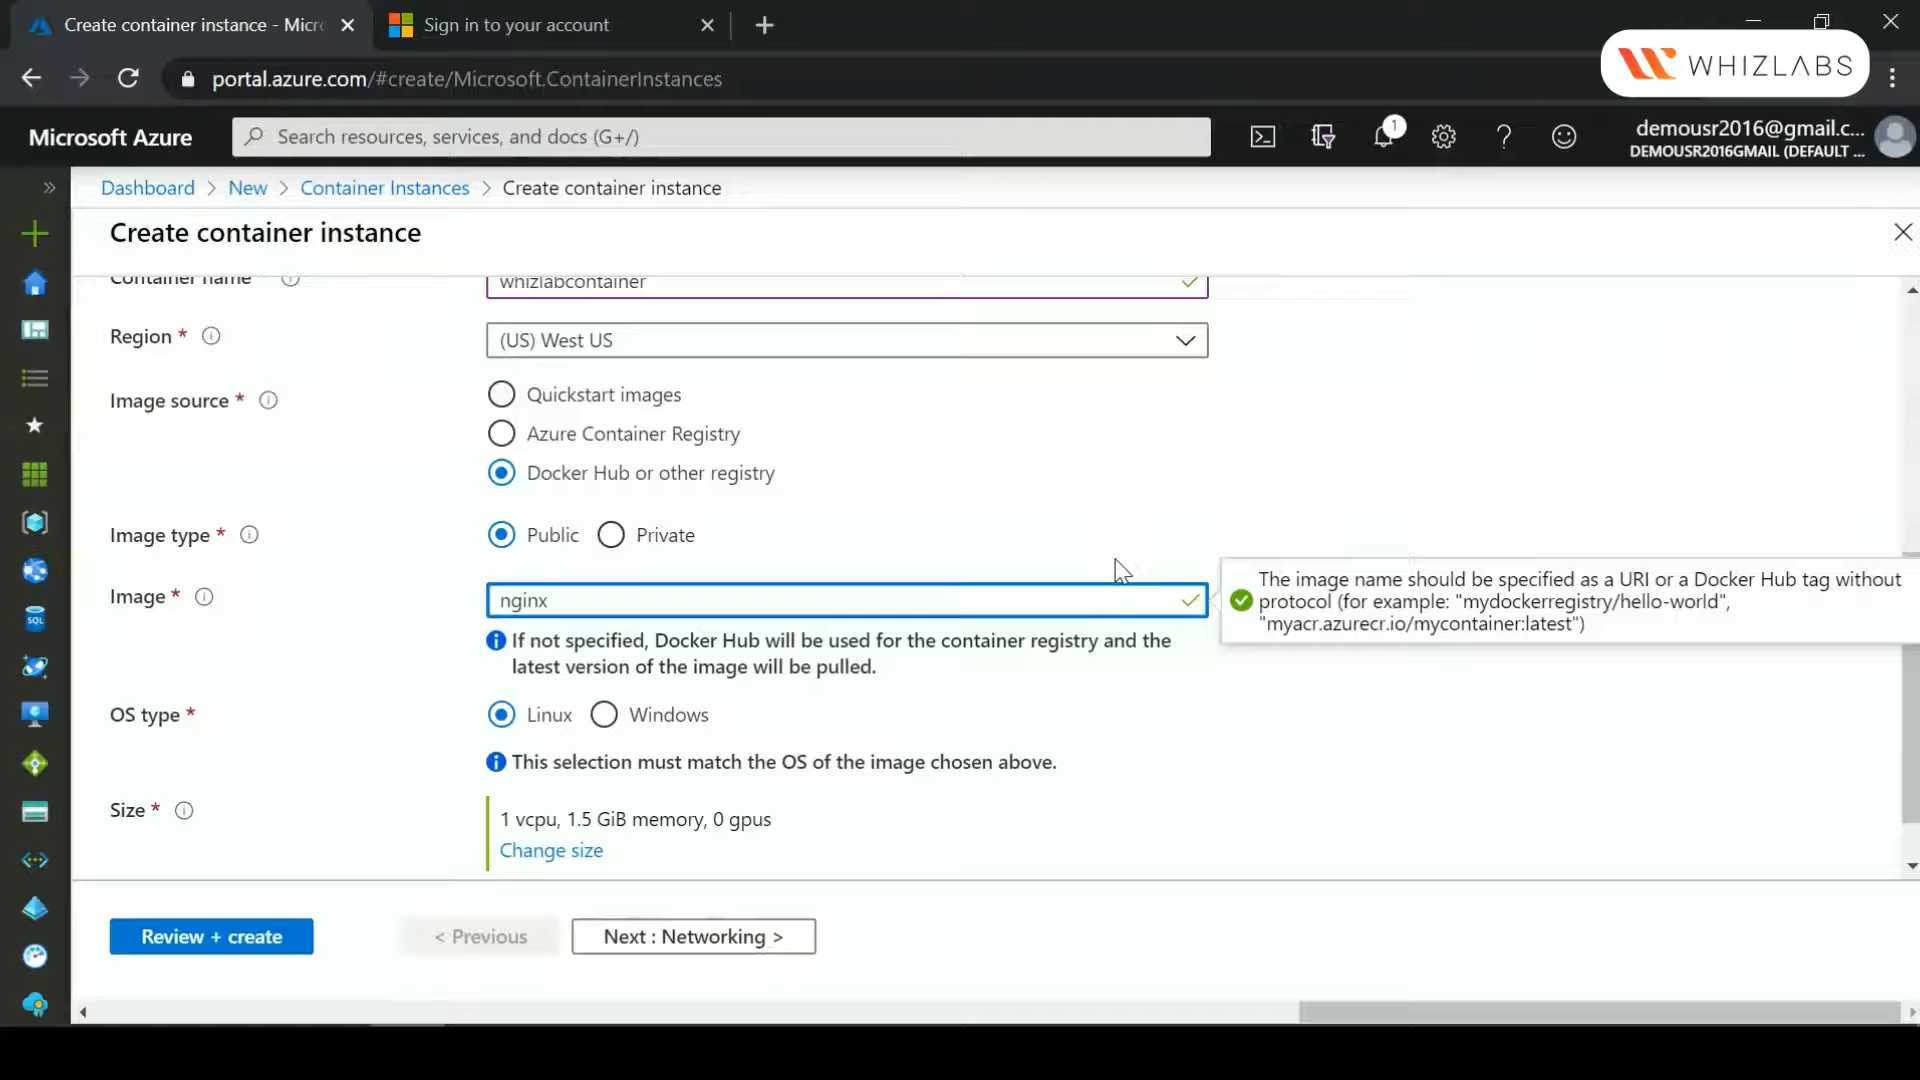 Create container instance - Micr
Sign in to your account
portal.azure.com/#create/Microsoft.ContainerInstances
WHIZLABS
Microsoft Azure
Search resources, services, and docs (G+/)
1
demousr2016@gmail.c...
DEMOUSR2016GMAIL (DEFAULT ...
Dashboard > New > Container Instances > Create container instance
Create container instance
Container name
whizlabcontainer
Region *
(US) West US
Image source *
Quickstart images
Azure Container Registry
Docker Hub or other registry
Image type *
Public
Private
Image *
nginx
The image name should be specified as a URI or a Docker Hub tag without
protocol (for example: "mydockerregistry/hello-world",
"myacr.azurecr.io/mycontainer:latest")
If not specified, Docker Hub will be used for the container registry and the
latest version of the image will be pulled.
OS type *
Linux
Windows
This selection must match the OS of the image chosen above.
Size *
1 vcpu, 1.5 GiB memory, 0 gpus
Change size
Review + create
< Previous
Next : Networking >
SQL